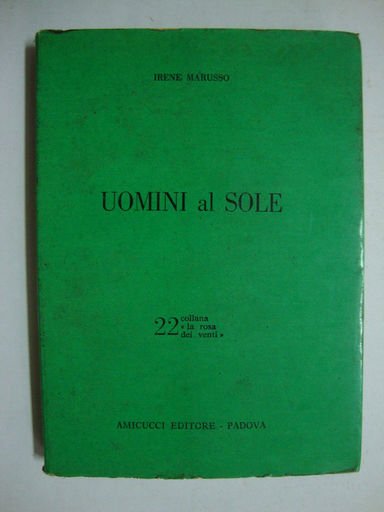 IRENE MARUSSO
UOMINI al SOLE
22 collana
« la rosa
dei venti »
AMICUCCI EDITORE - PADOVA